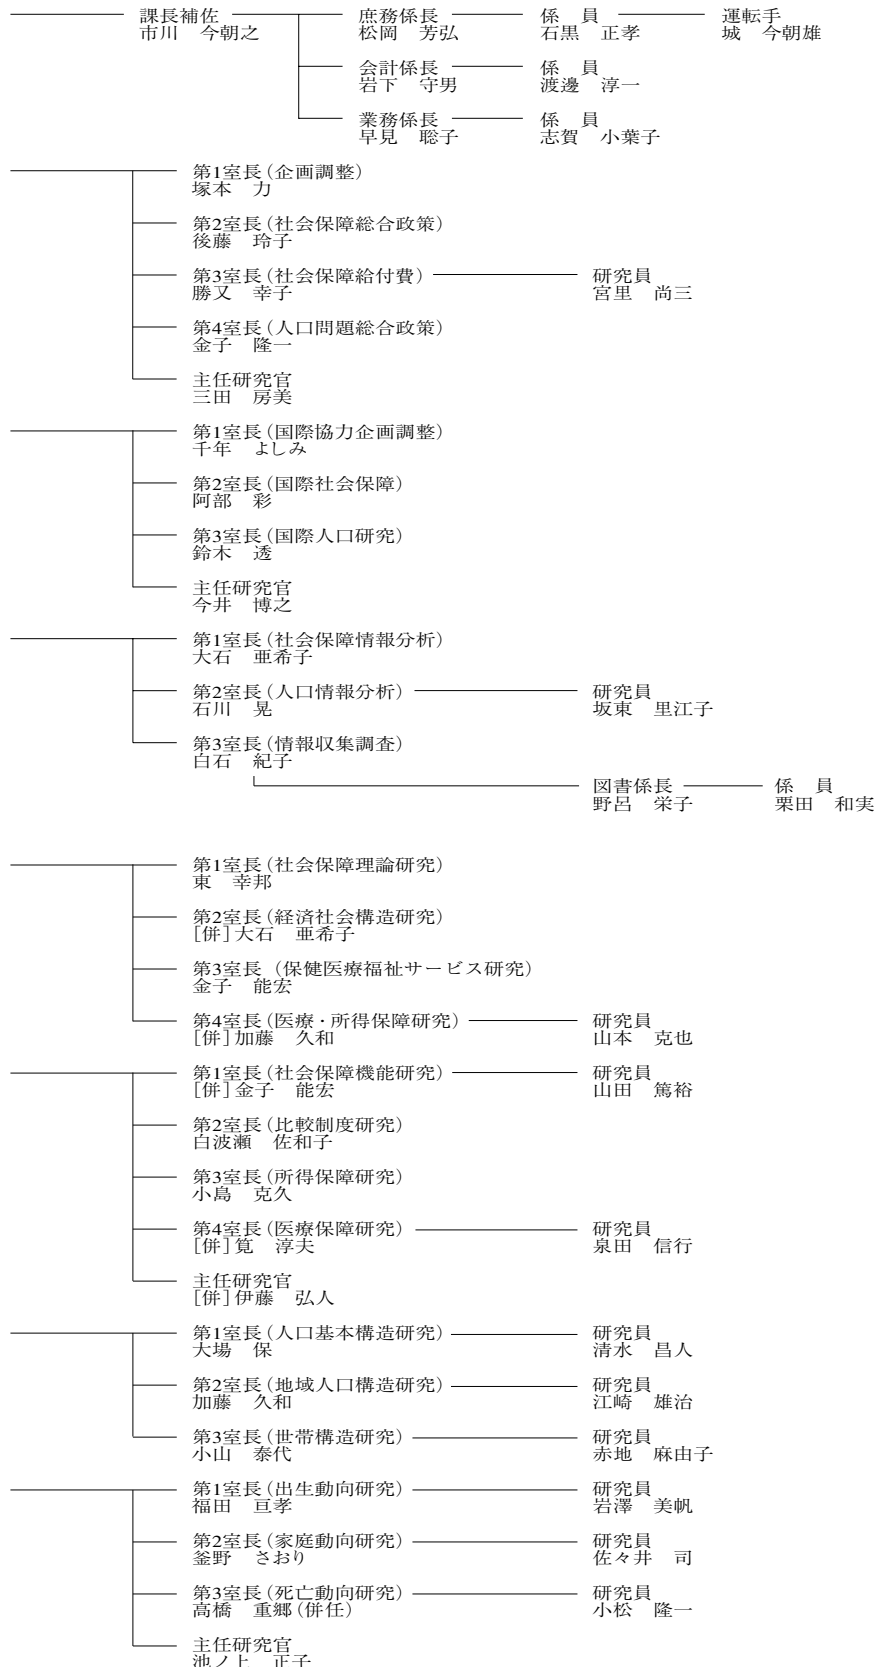 課長補佐　庶務係長　係　員　運転手
市川　今朝之　松岡　芳弘　石黒　正孝　城　今朝雄
会計係長　係　員
岩下　守男　渡邊　淳一
業務係長　係　員
早見　聡子　志賀　小葉子
第1室長(企画調整)
塚本　力
第2室長(社会保障総合政策)
後藤　玲子
第3室長(社会保障給付費)　研究員
勝又　幸子　宮里　尚三
第4室長(人口問題総合政策)
金子　隆一
主任研究官
三田　房美
第1室長(国際協力企画調整)
千年　よしみ
第2室長(国際社会保障)
阿部　彩
第3室長(国際人口研究)
鈴木　透
主任研究官
今井　博之
第1室長(社会保障情報分析)
大石　亜希子
第2室長(人口情報分析)　研究員
石川　晃　坂東　里江子
第3室長(情報収集調査)
白石　紀子
図書係長　係　員
野呂　栄子　栗田　和実
第1室長(社会保障理論研究)
東　幸邦
第2室長(経済社会構造研究)
[併]大石　亜希子
第3室長 (保健医療福祉サービス研究)
金子　能宏
第4室長(医療・所得保障研究)　研究員
[併]加藤　久和　山本　克也
第1室長(社会保障機能研究)　研究員
[併]金子　能宏　山田　篤裕
第2室長(比較制度研究)
白波瀬　佐和子
第3室長(所得保障研究)
小島　克久
第4室長(医療保障研究)　研究員
[併]筧　淳夫　泉田　信行
主任研究官
[併]伊藤　弘人
第1室長(人口基本構造研究)　研究員
大場　保　清水　昌人
第2室長(地域人口構造研究)　研究員
加藤　久和　江崎　雄治
第3室長(世帯構造研究)　研究員
小山　泰代　赤地　麻由子
第1室長(出生動向研究)　研究員
福田　亘孝　岩澤　美帆
第2室長(家庭動向研究)　研究員
釜野　さおり　佐々井　司
第3室長(死亡動向研究)　研究員
高橋　重郷(併任)　小松　隆一
主任研究官
池ノ上　正子